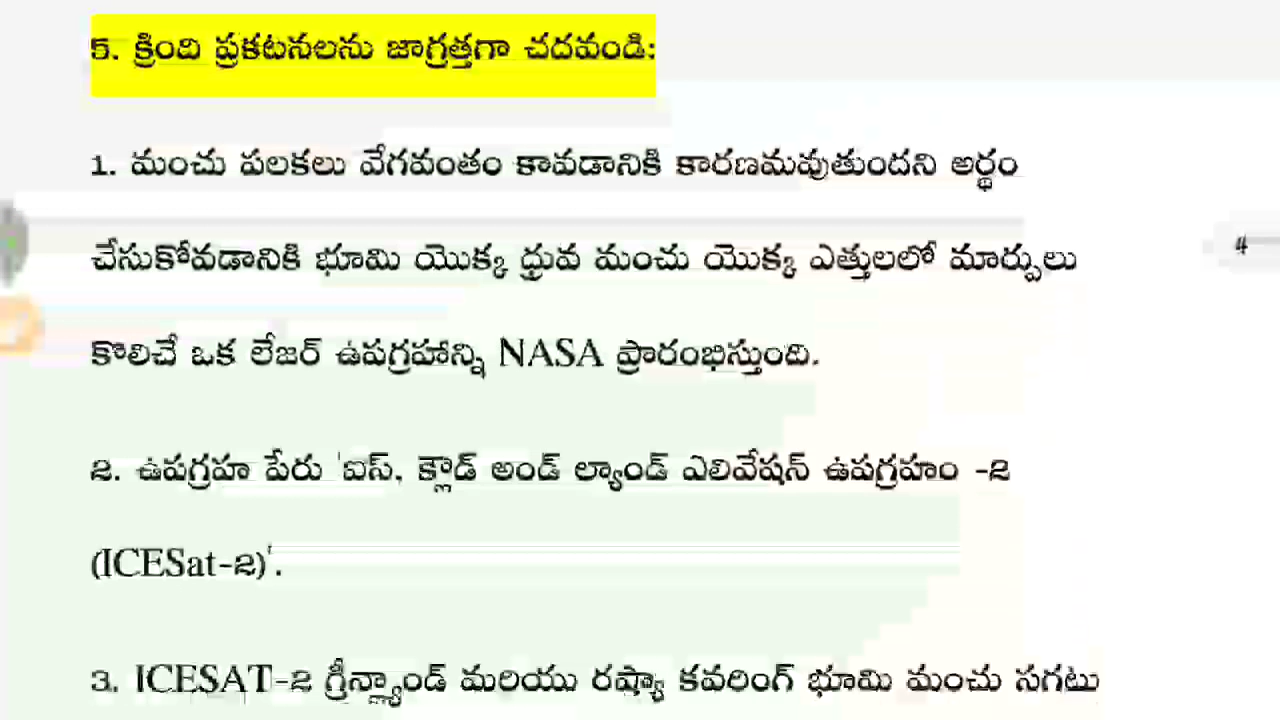 5. క్రింది ప్రకటనలను జాగ్రత్తగా చదవండి:
1. మంచు పలకలు వేగవంతం కావడానికి కారణమవుతుందని అర్థం
చేసుకోవడానికి భూమి యొక్క ధ్రువ మంచు యొక్క ఎత్తులలో మార్పులు
4
కొలిచే ఒక లేజర్ ఉపగ్రహాన్ని NASA ప్రారంభిస్తుంది.
2. ఉపగ్రహ పేరు 'ఐస్, క్లౌడ్ అండ్ ల్యాండ్ ఎలివేషన్ ఉపగ్రహం -2
(ICESat-2)'.
3. ICESAT-2 గ్రీన్ల్యాండ్ మరియు రష్యా కవరింగ్ భూమి మంచు సగటు